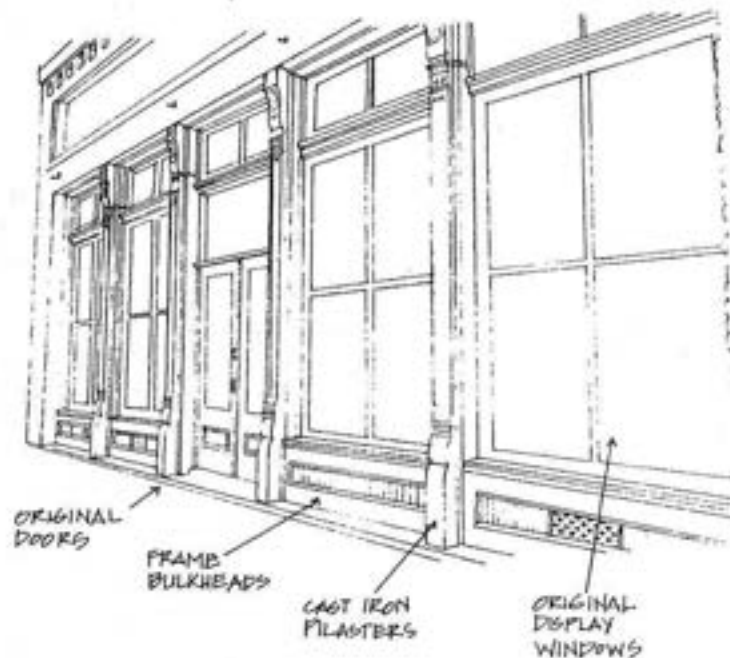 ORIGINAL
DOORS
FRAME
BULKHEADS
CAST IRON
PILASTERS
ORIGINAL
DISPLAY
WINDOWS